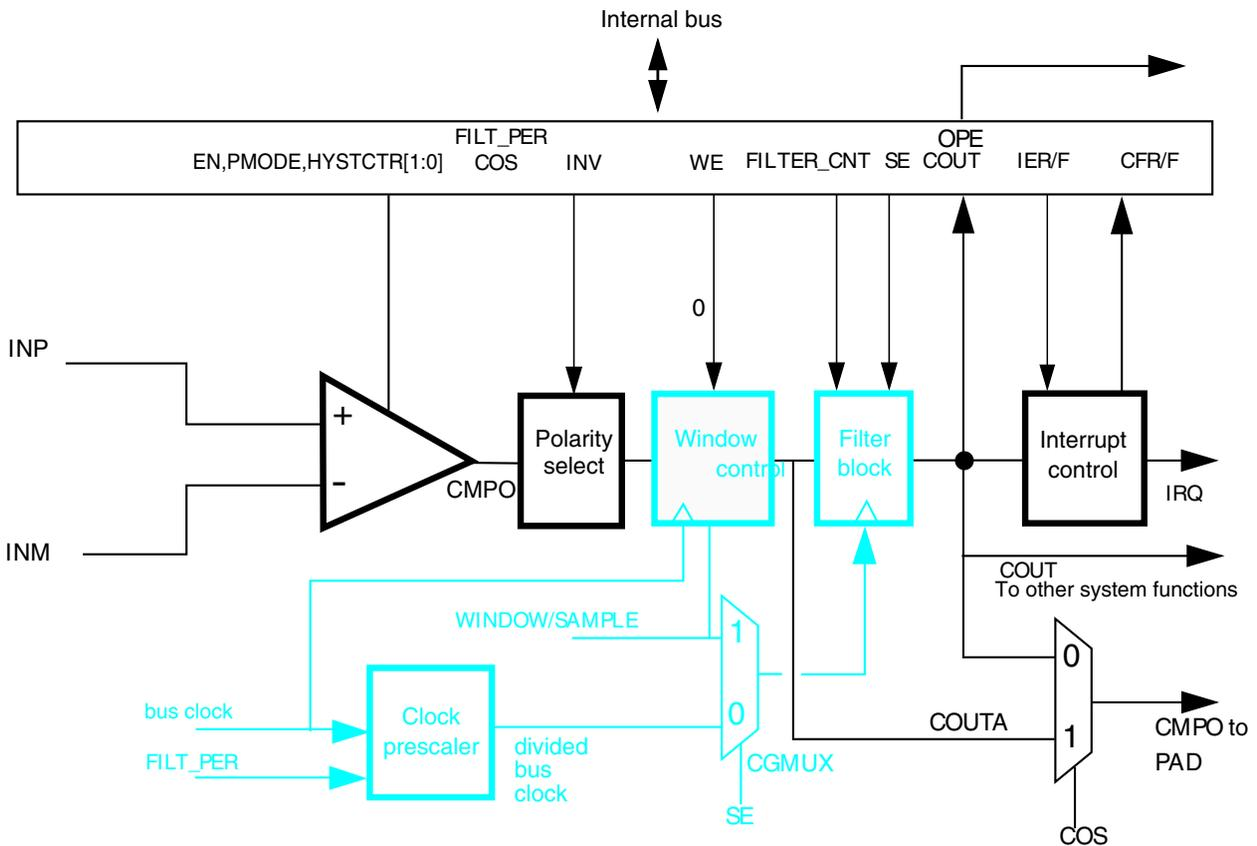 Internal bus
FILT_PER
OPE
EN,PMODE,HYSTCTR[1:0]
COS
INV
WE
FILTER_CNT
SE
COUT
IER/F
CFR/F
0
INP
+
-
INM
CMPO
Polarity
select
Window
control
Filter
block
Interrupt
control
IRQ
COUT
To other system functions
WINDOW/SAMPLE
1
0
CGMUX
SE
bus clock
FILT_PER
Clock
prescaler
divided
bus
clock
COUTA
0
1
COS
CMPO to
PAD